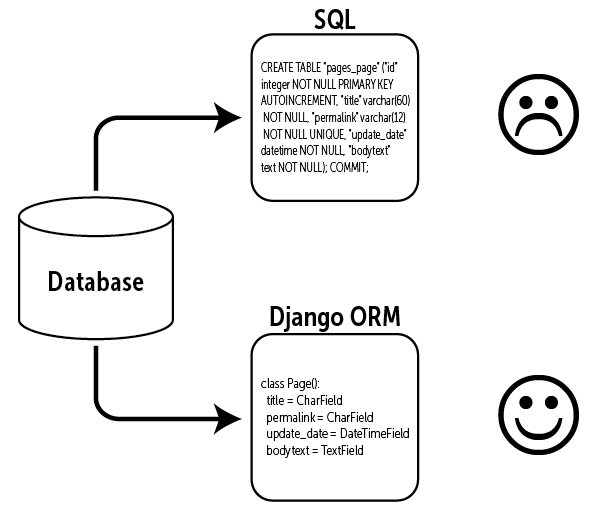 SQL
CREATE TABLE "pages_page" ("id"
integer NOT NULL PRIMARY KEY
AUTOINCREMENT, "title" varchar(60)
NOT NULL, "permalink" varchar(12)
NOT NULL UNIQUE, "update_date"
datetime NOT NULL, "bodytext"
text NOT NULL); COMMIT;
Database
Django ORM
class Page():
title = CharField
permalink = CharField
update_date = DateTimeField
bodytext = TextField